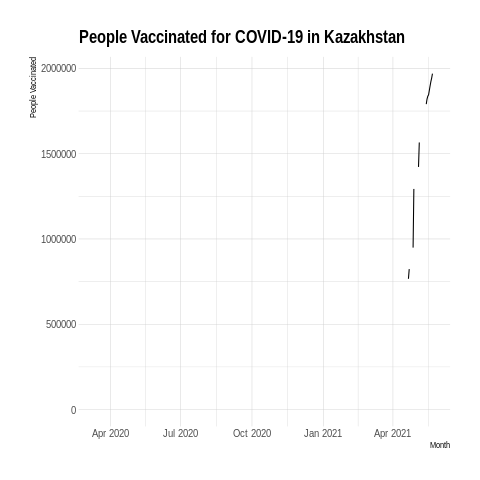 People Vaccinated for COVID-19 in Kazakhstan
People Vaccinated
2000000
1500000
1000000
500000
0
Apr 2020 Jul 2020 Oct 2020 Jan 2021 Apr 2021
Month